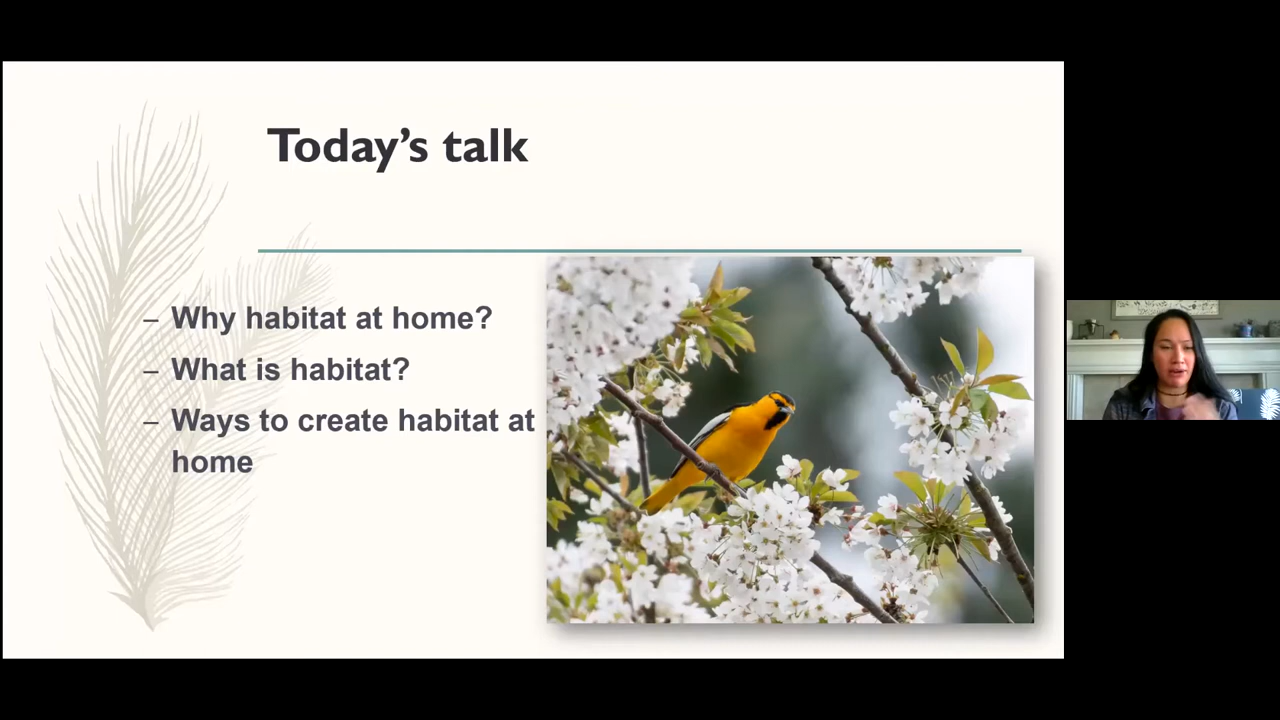 Today’s talk
– Why habitat at home?
– What is habitat?
– Ways to create habitat at
home